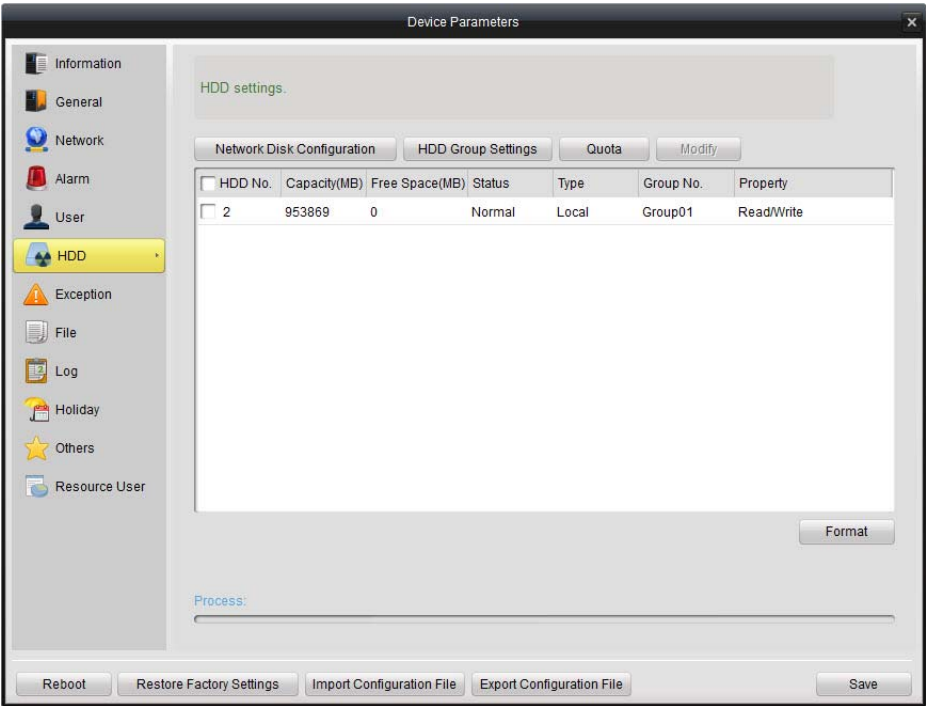 Device Parameters
Information
General
Network
Alarm
User
HDD
Exception
File
Log
Holiday
Others
Resource User
HDD settings.
Network Disk Configuration HDD Group Settings Quota Modify
HDD No. Capacity(MB) Free Space(MB) Status Type Group No. Property
2 953869 0 Normal Local Group01 Read/Write
Format
Process:
Reboot Restore Factory Settings Import Configuration File Export Configuration File Save